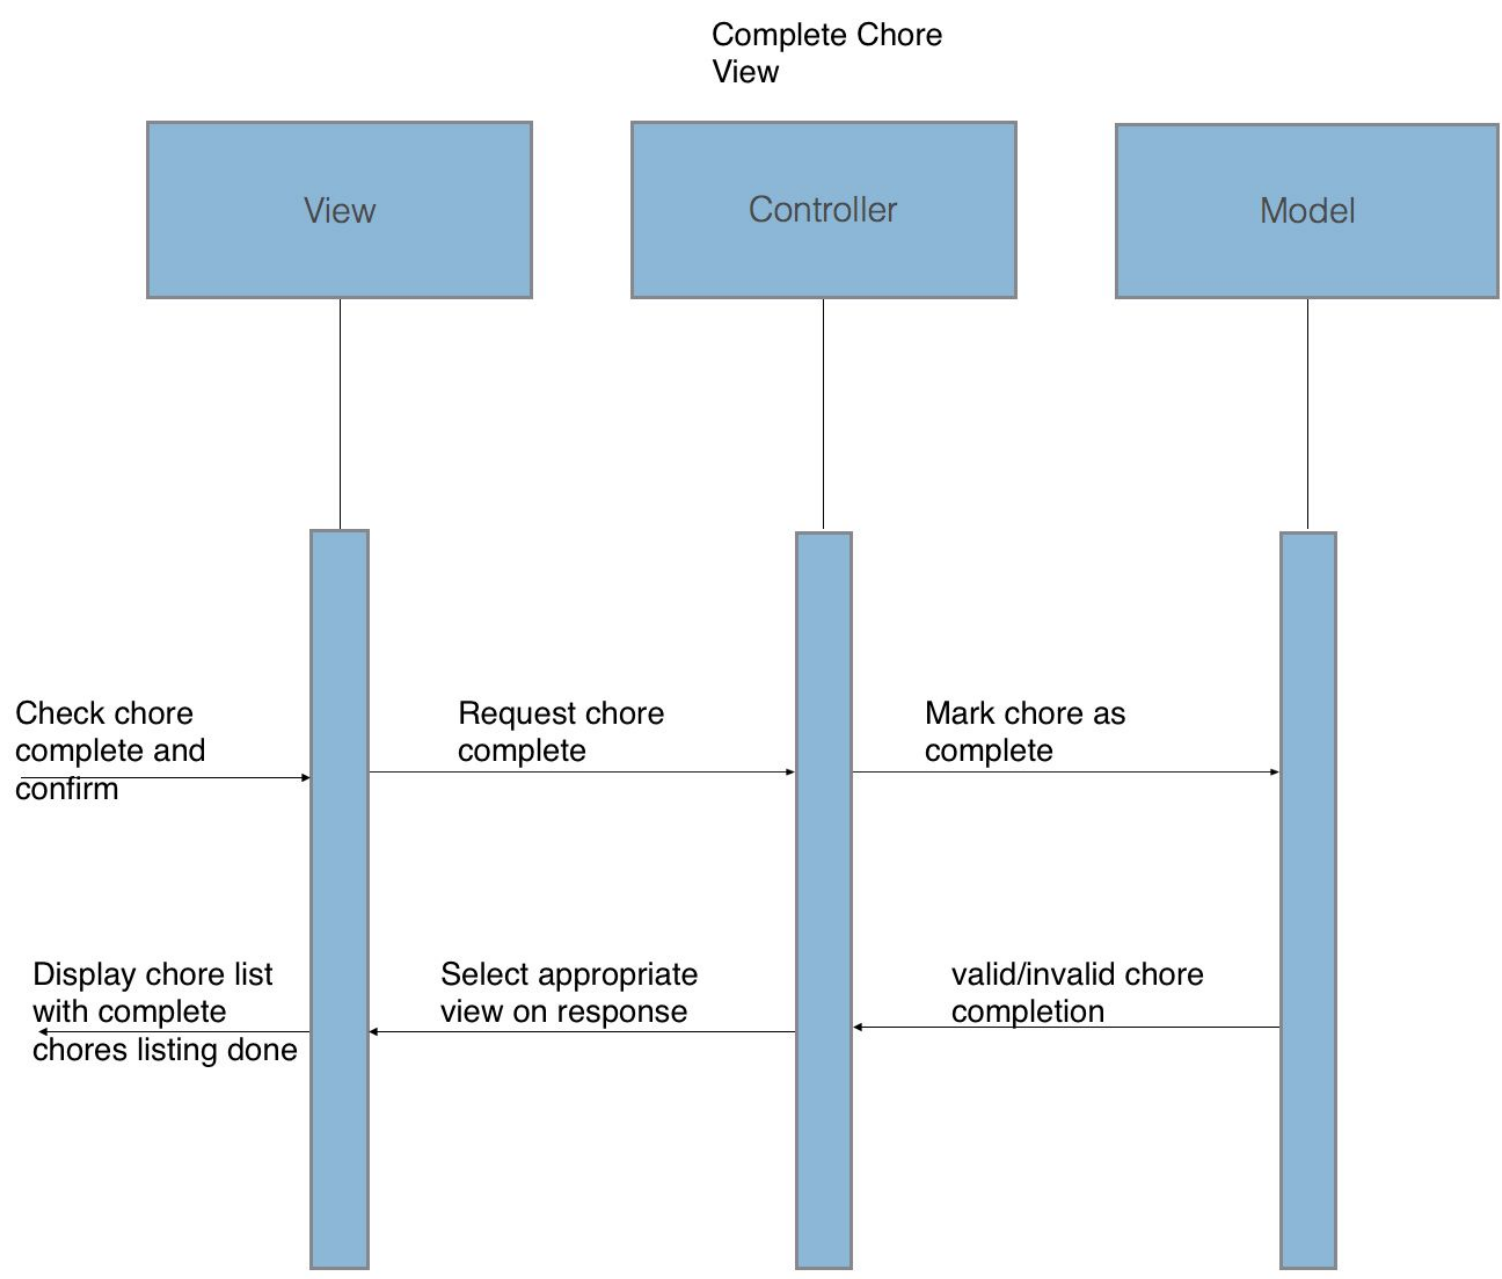 Complete Chore
View
View
Controller
Model
Check chore
complete and
confirm
Request chore
complete
Mark chore as
complete
Display chore list
with complete
chores listing done
Select appropriate
view on response
valid/invalid chore
completion